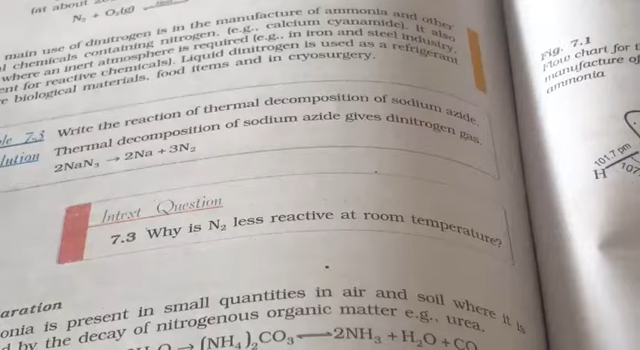 (at about
N₂ + O₂(g)
main use of dinitrogen is in the manufacture of ammonia and other
chemicals containing nitrogen, (e.g., calcium cyanamide). It also
where an inert atmosphere is required (e.g., in iron and steel industry,
ent for reactive chemicals). Liquid dinitrogen is used as a refrigerant
e biological materials, food items and in cryosurgery.
le 7.3 Write the reaction of thermal decomposition of sodium azide.
lution Thermal decomposition of sodium azide gives dinitrogen gas.
2NaN₃ → 2Na + 3N₂
Intext Question
7.3 Why is N₂ less reactive at room temperature?
aration
onia is present in small quantities in air and soil where it is
d by the decay of nitrogenous organic matter e.g., urea.
→ (NH₄)₂CO₃ ⇌ 2NH₃ + H₂O + CO
Fig. 7.1
Flow chart for
manufacture of
ammonia
101.7 pm
H
107